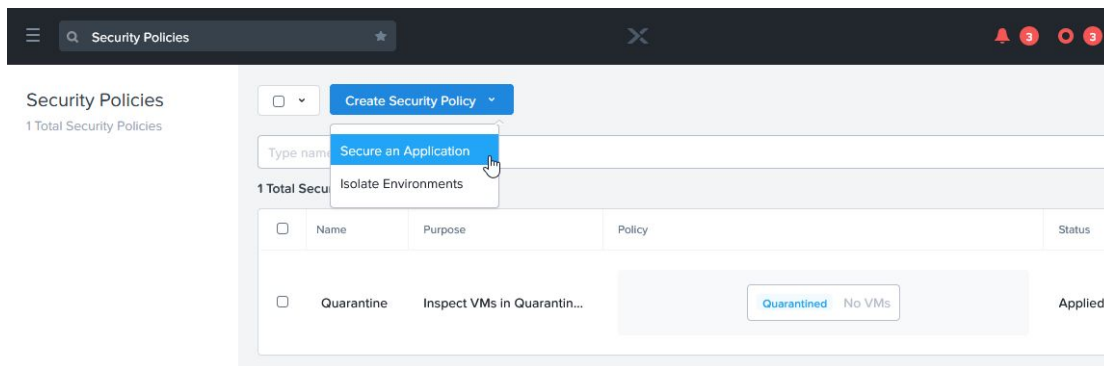 Security Policies
3
3
Security Policies
1 Total Security Policies
Create Security Policy
Type name
Secure an Application
Isolate Environments
1 Total Secu
Name Purpose Policy Status
Quarantine Inspect VMs in Quarantin... Quarantined No VMs Applied